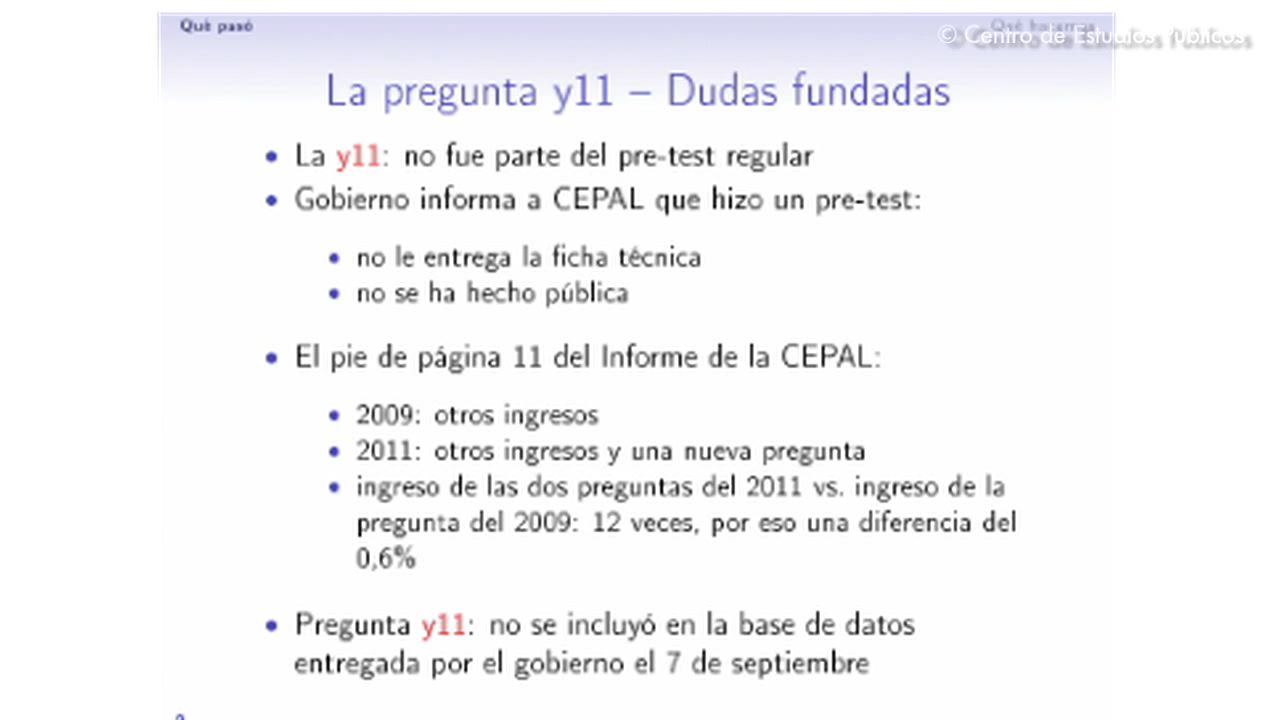 Qué pasó
© Centro de Estudios Públicos
La pregunta y11 – Dudas fundadas
• La y11: no fue parte del pre-test regular
• Gobierno informa a CEPAL que hizo un pre-test:
• no le entrega la ficha técnica
• no se ha hecho pública
• El pie de página 11 del Informe de la CEPAL:
• 2009: otros ingresos
• 2011: otros ingresos y una nueva pregunta
• ingreso de las dos preguntas del 2011 vs. ingreso de la
pregunta del 2009: 12 veces, por eso una diferencia del
0,6%
• Pregunta y11: no se incluyó en la base de datos
entregada por el gobierno el 7 de septiembre